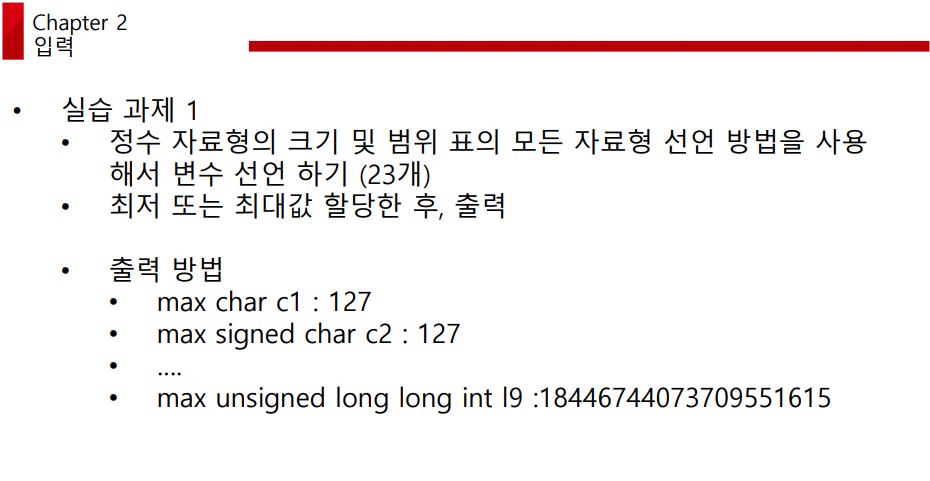 Chapter 2
입력
• 실습 과제 1
• 정수 자료형의 크기 및 범위 표의 모든 자료형 선언 방법을 사용
해서 변수 선언 하기 (23개)
• 최저 또는 최대값 할당한 후, 출력
• 출력 방법
• max char c1 : 127
• max signed char c2 : 127
• ....
• max unsigned long long int l9 :18446744073709551615